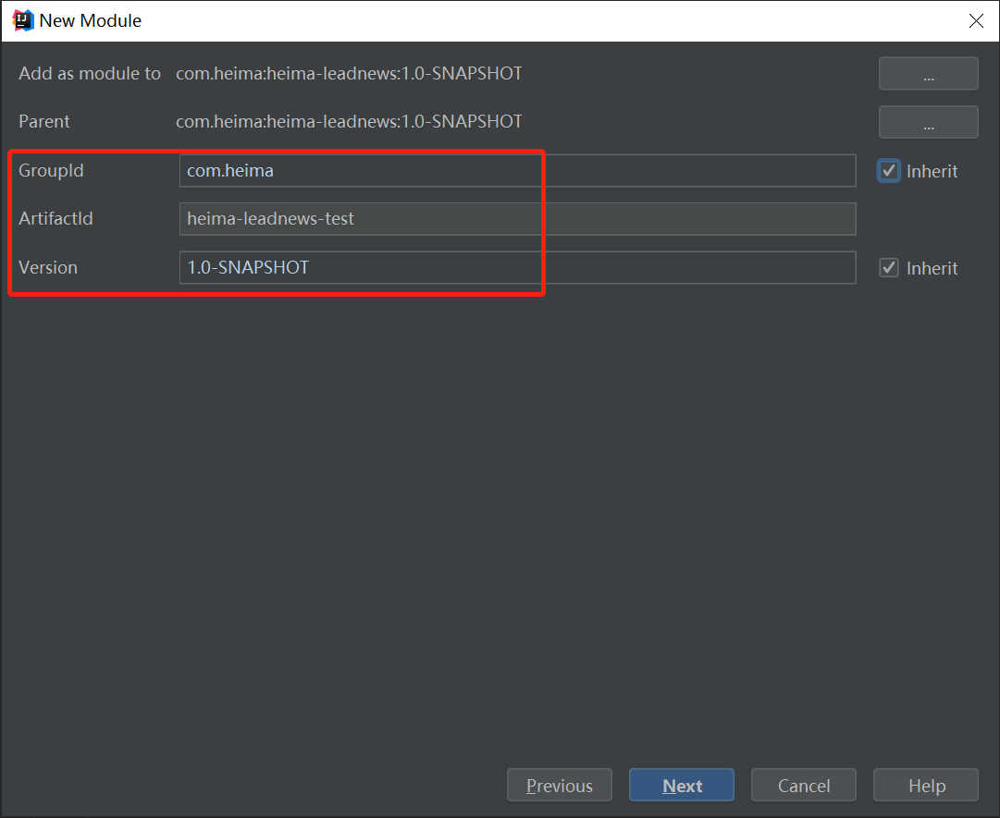 New Module
Add as module to com.heima:heima-leadnews:1.0-SNAPSHOT ...
Parent com.heima:heima-leadnews:1.0-SNAPSHOT ...
GroupId com.heima Inherit
ArtifactId heima-leadnews-test
Version 1.0-SNAPSHOT Inherit
Previous Next Cancel Help